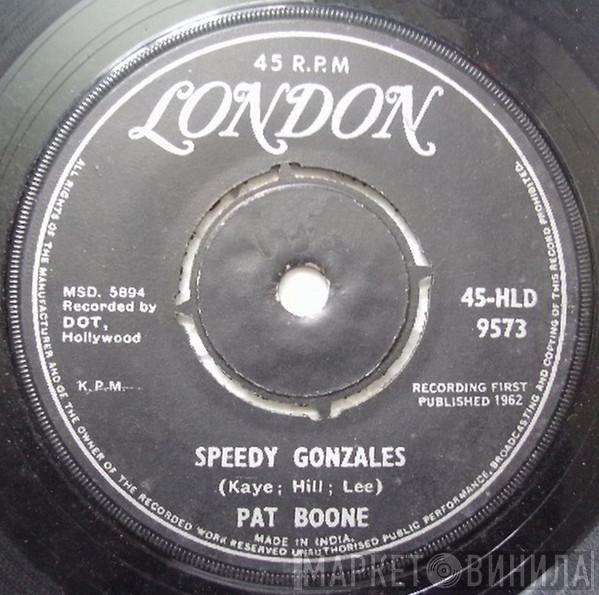 45 R.P.M
LONDON
MSD. 5894
Recorded by
DOT,
Hollywood
K.P.M.
45-HLD
9573
RECORDING FIRST
PUBLISHED 1962
SPEEDY GONZALES
(Kaye; Hill; Lee)
PAT BOONE
MADE IN INDIA.
ALL RIGHTS OF THE MANUFACTURER AND OF THE OWNER OF THE RECORDED WORK RESERVED UNAUTHORISED PUBLIC PERFORMANCE, BROADCASTING AND COPYING OF THIS RECORD PROHIBITED.
МАРКЕТ ВИНИЛА